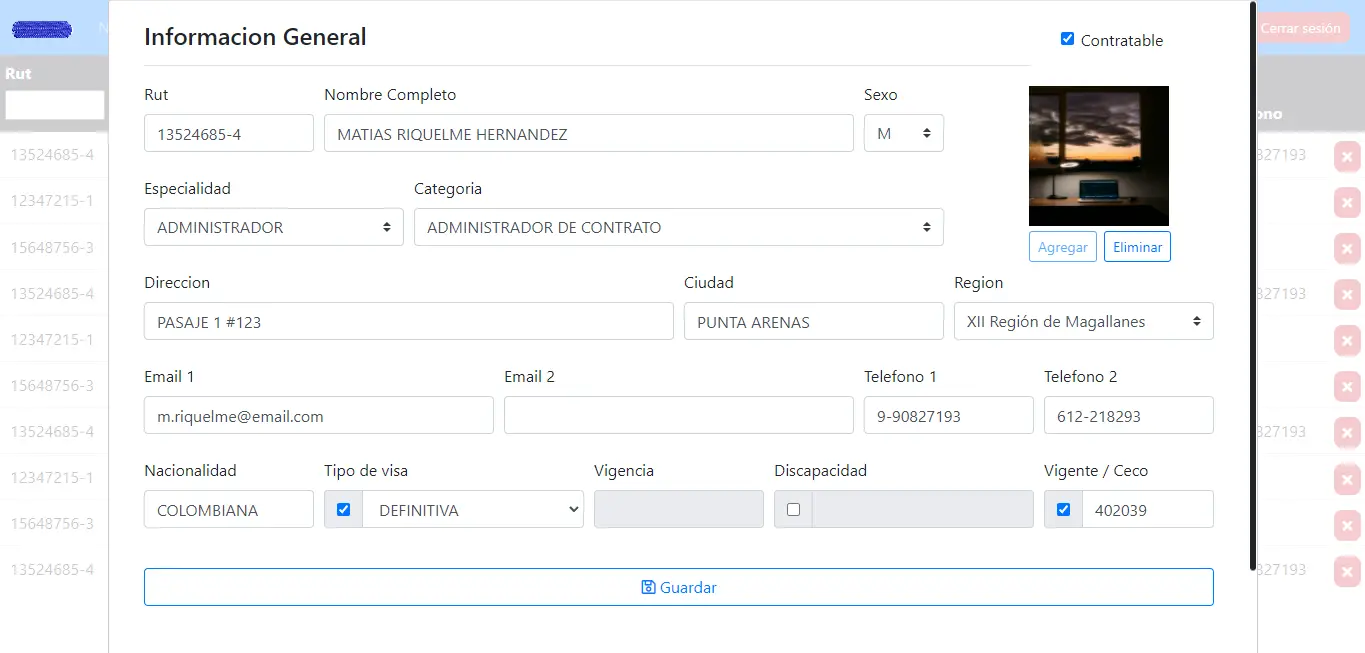 Informacion General
Contratable
Cerrar sesión
Rut
Rut
Nombre Completo
Sexo
13524685-4
MATIAS RIQUELME HERNANDEZ
M
Especialidad
Categoria
ADMINISTRADOR
ADMINISTRADOR DE CONTRATO
Agregar
Eliminar
Direccion
Ciudad
Region
PASAJE 1 #123
PUNTA ARENAS
XII Región de Magallanes
Email 1
Email 2
Telefono 1
Telefono 2
m.riquelme@email.com
9-90827193
612-218293
Nacionalidad
Tipo de visa
Vigencia
Discapacidad
Vigente / Ceco
COLOMBIANA
DEFINITIVA
402039
Guardar
13524685-4
12347215-1
15648756-3
13524685-4
12347215-1
15648756-3
13524685-4
12347215-1
15648756-3
13524685-4
ono
327193
327193
327193
327193